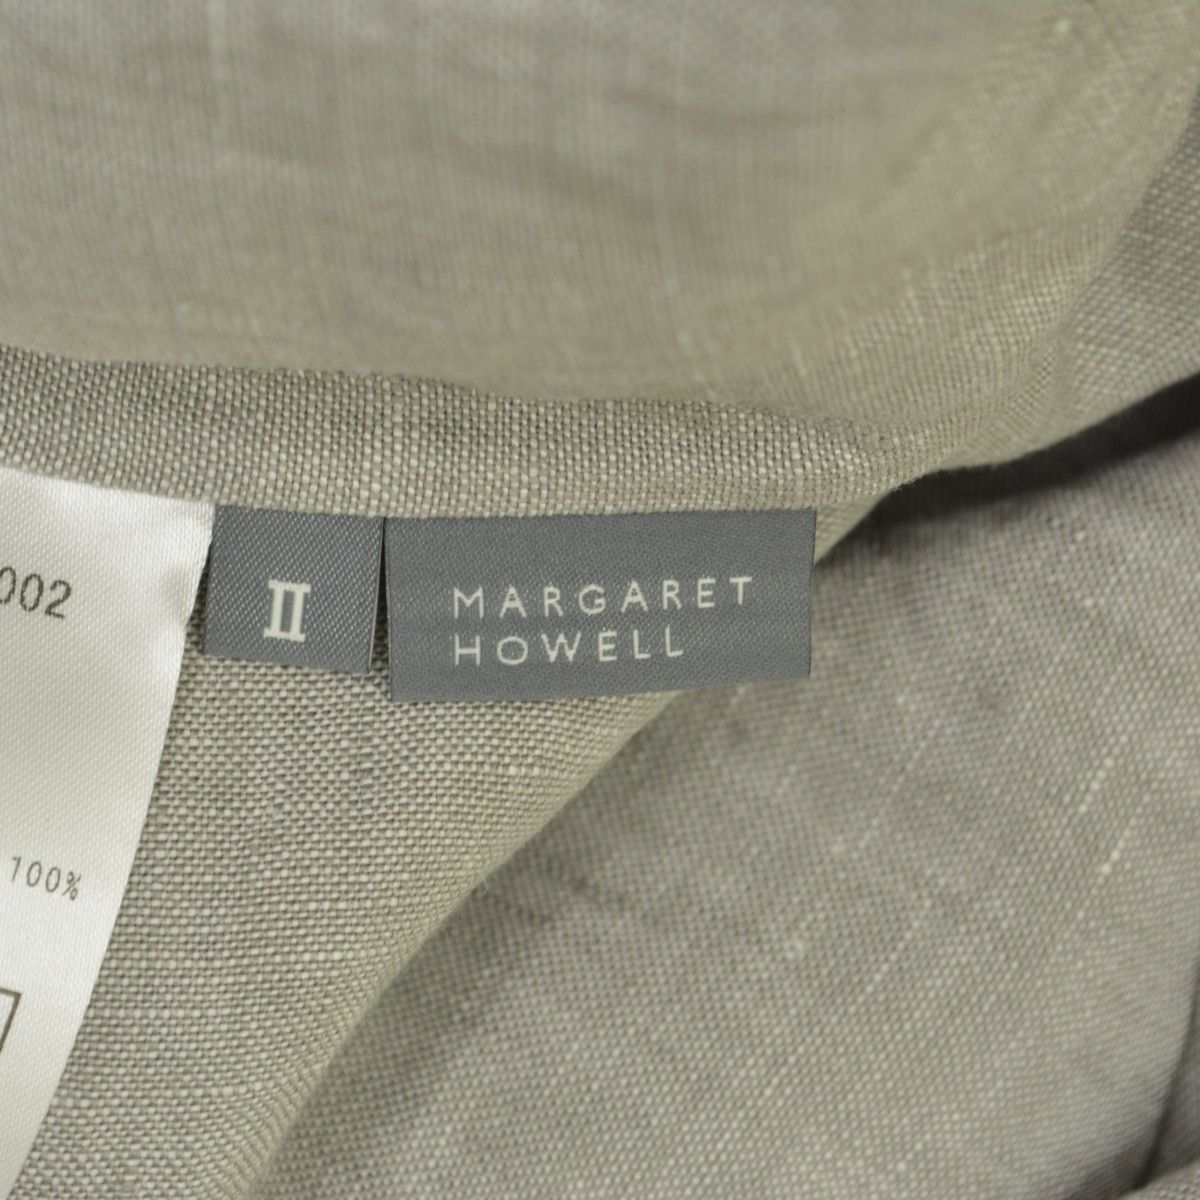 002
II
MARGARET
HOWELL
100%